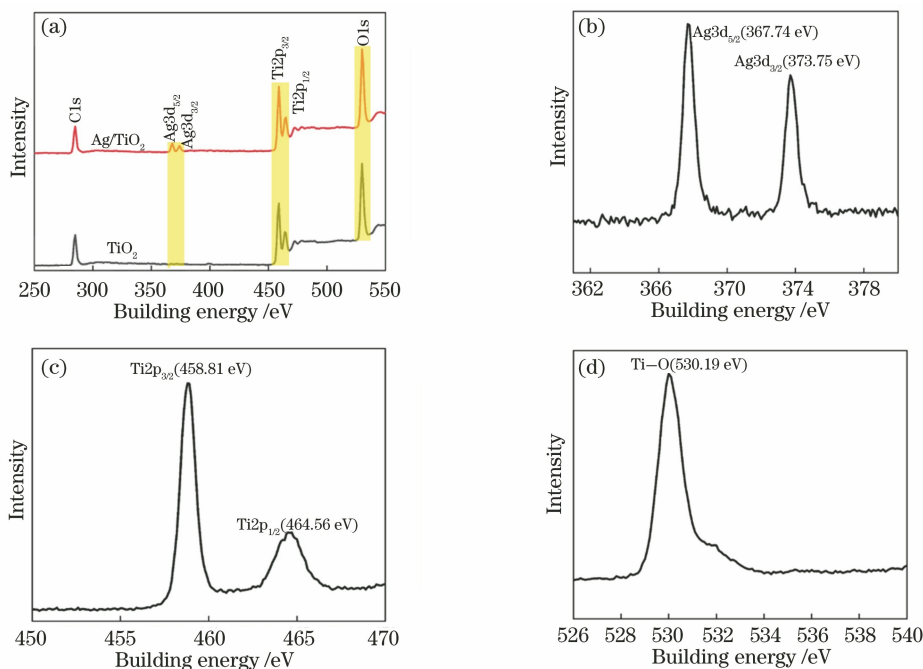 (a)
Intensity
C1s
Ag3d5/2
Ag3d3/2
Ti2p3/2
Ti2p1/2
O1s
Ag/TiO2
TiO2
250 300 350 400 450 500 550
Building energy /eV
(b)
Intensity
Ag3d5/2(367.74 eV)
Ag3d3/2(373.75 eV)
362 366 370 374 378
Building energy /eV
(c)
Intensity
Ti2p3/2(458.81 eV)
Ti2p1/2(464.56 eV)
450 455 460 465 470
Building energy /eV
(d)
Intensity
Ti—O(530.19 eV)
526 528 530 532 534 536 538 540
Building energy /eV